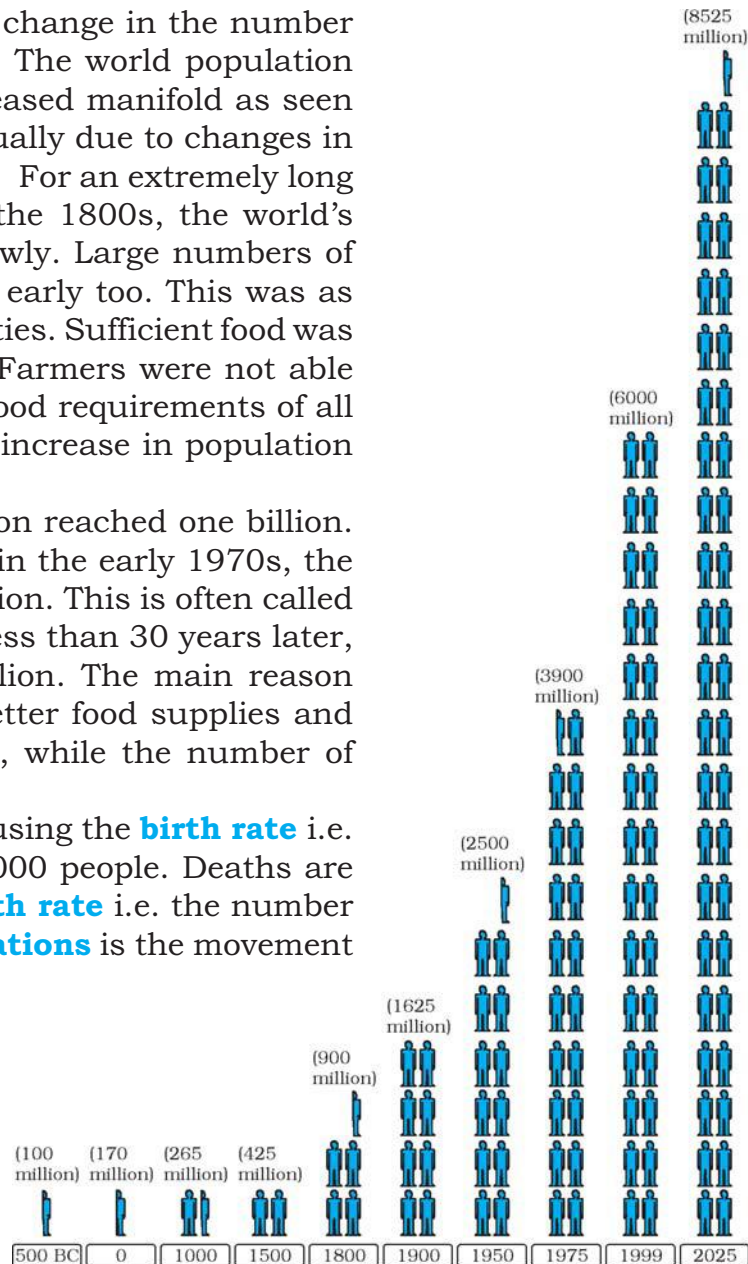 change in the number
The world population
eased manifold as seen
ually due to changes in
For an extremely long
the 1800s, the world's
wly. Large numbers of
early too. This was as
ties. Sufficient food was
Farmers were not able
ood requirements of all
increase in population
on reached one billion.
in the early 1970s, the
ion. This is often called
ess than 30 years later,
lion. The main reason
etter food supplies and
, while the number of
using the birth rate i.e.
000 people. Deaths are
th rate i.e. the number
ations is the movement
(100
million)
(170
million)
(265
million)
(425
million)
(900
million)
(1625
million)
(2500
million)
(3900
million)
(6000
million)
(8525
million)
500 BC
0
1000
1500
1800
1900
1950
1975
1999
2025